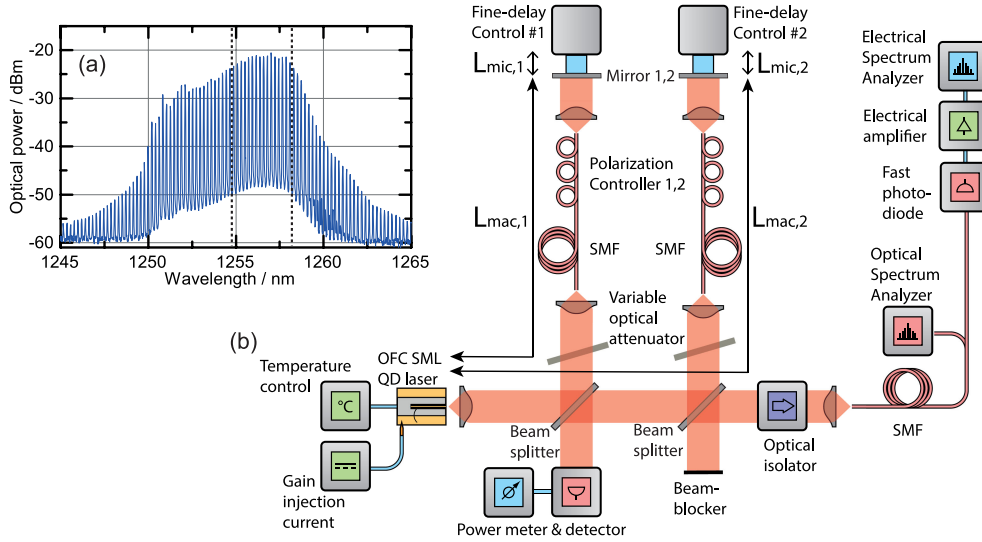 Fine-delay
Control #1
Fine-delay
Control #2
Lmic,1
Lmic,2
Mirror 1,2
Electrical
Spectrum
Analyzer
Electrical
amplifier
Fast
photo-
diode
(a)
Optical power / dBm
-20
-30
-40
-50
-60
1245
1250
1255
1260
1265
Wavelength / nm
Polarization
Controller 1,2
Lmac,1
Lmac,2
SMF
SMF
Optical
Spectrum
Analyzer
Variable
optical
attenuator
(b)
OFC SML
QD laser
Temperature
control
°C
Beam
splitter
Beam
splitter
Optical
isolator
SMF
Gain
injection
current
Power meter & detector
Beam-
blocker